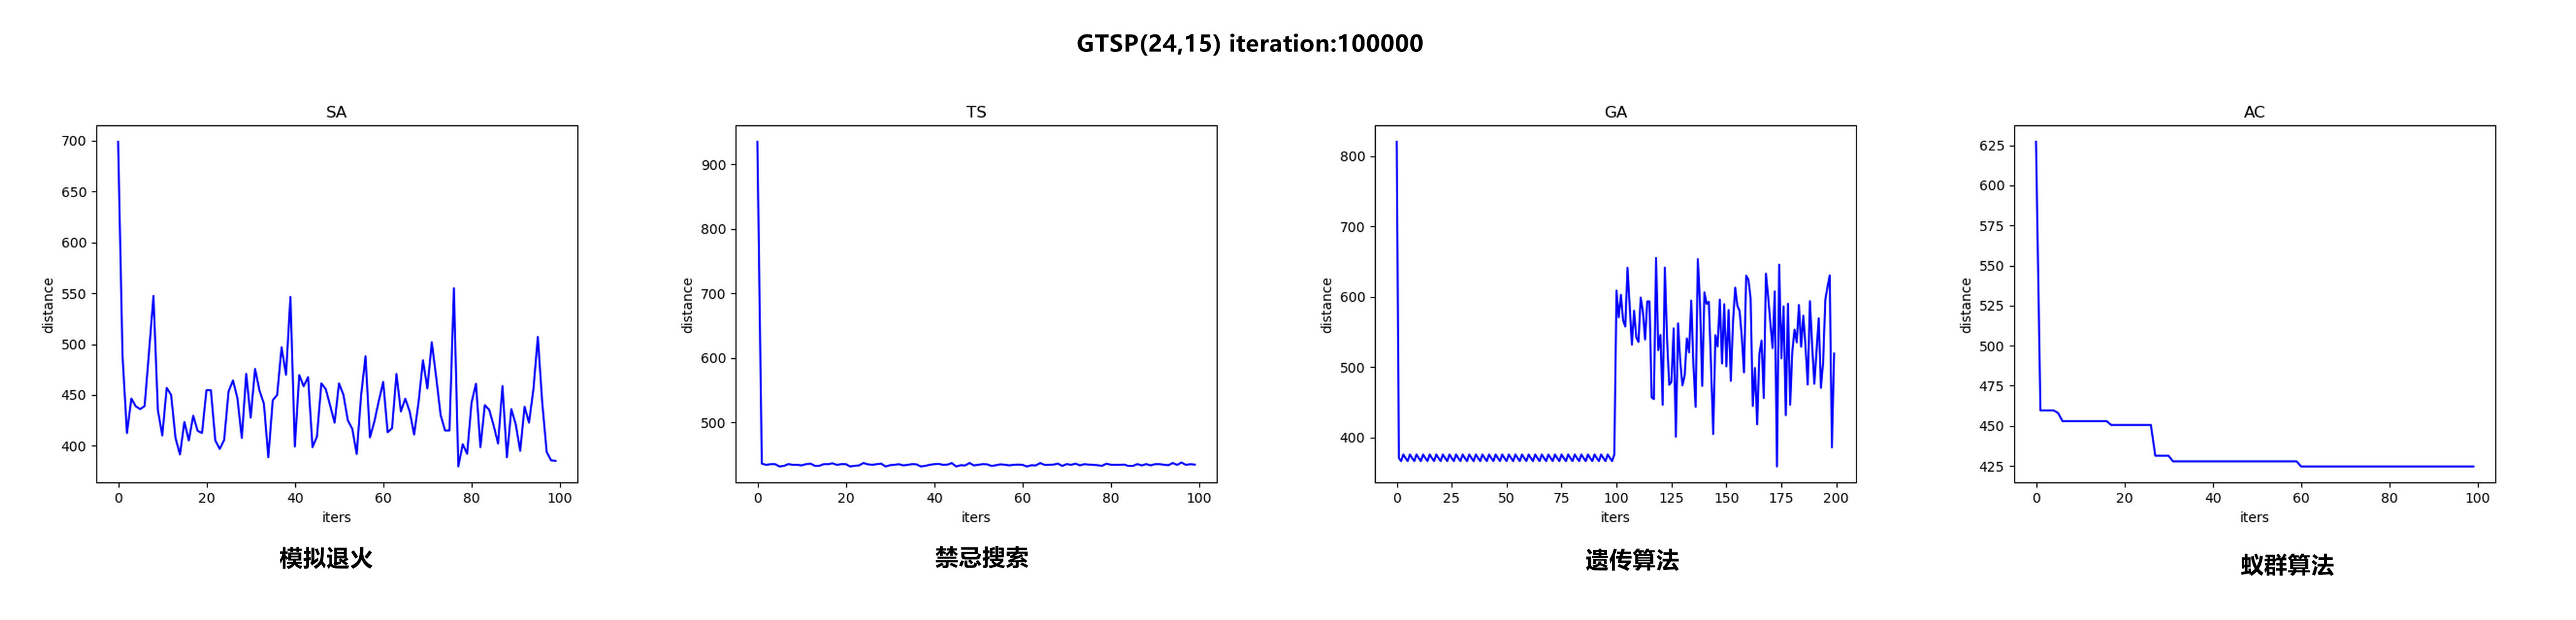 GTSP(24,15) iteration:100000
SA
700
650
600
550
500
450
400
distance
0 20 40 60 80 100
iters
模拟退火
TS
900
800
700
600
500
distance
0 20 40 60 80 100
iters
禁忌搜索
GA
800
700
600
500
400
distance
0 25 50 75 100 125 150 175 200
iters
遗传算法
AC
625
600
575
550
525
500
475
450
425
distance
0 20 40 60 80 100
iters
蚁群算法